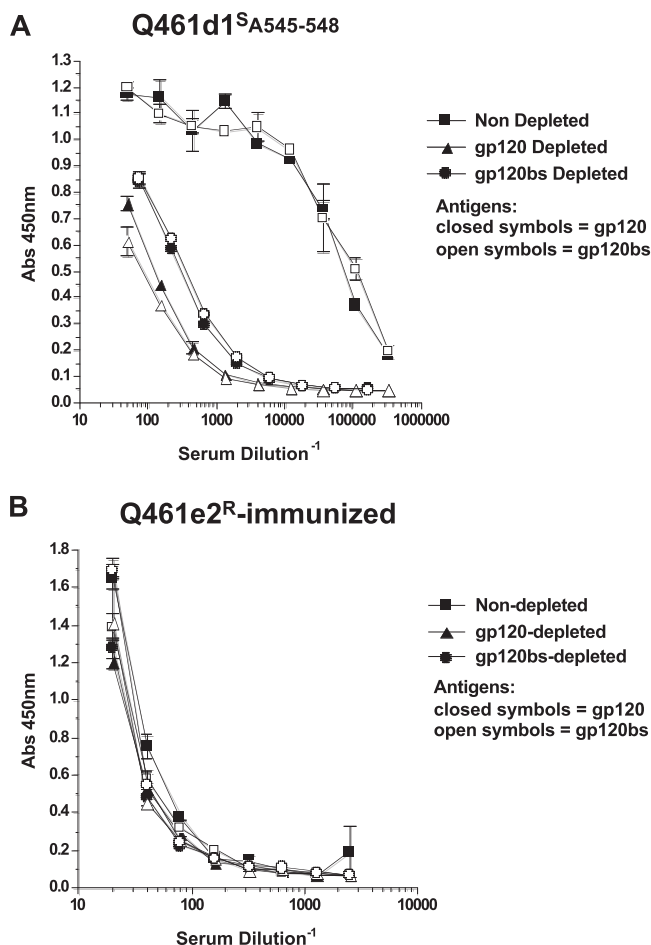 A
Q461d1SA545-548
1.3
1.2
1.1
1.0
0.9
0.8
0.7
0.6
0.5
0.4
0.3
0.2
0.1
0.0
Abs 450nm
10
100
1000
10000
100000
1000000
Serum Dilution-1
Non Depleted
gp120 Depleted
gp120bs Depleted
Antigens:
closed symbols = gp120
open symbols = gp120bs
B
Q461e2R-immunized
1.8
1.6
1.4
1.2
1.0
0.8
0.6
0.4
0.2
0.0
Abs 450nm
10
100
1000
10000
Serum Dilution-1
Non-depleted
gp120-depleted
gp120bs-depleted
Antigens:
closed symbols = gp120
open symbols = gp120bs